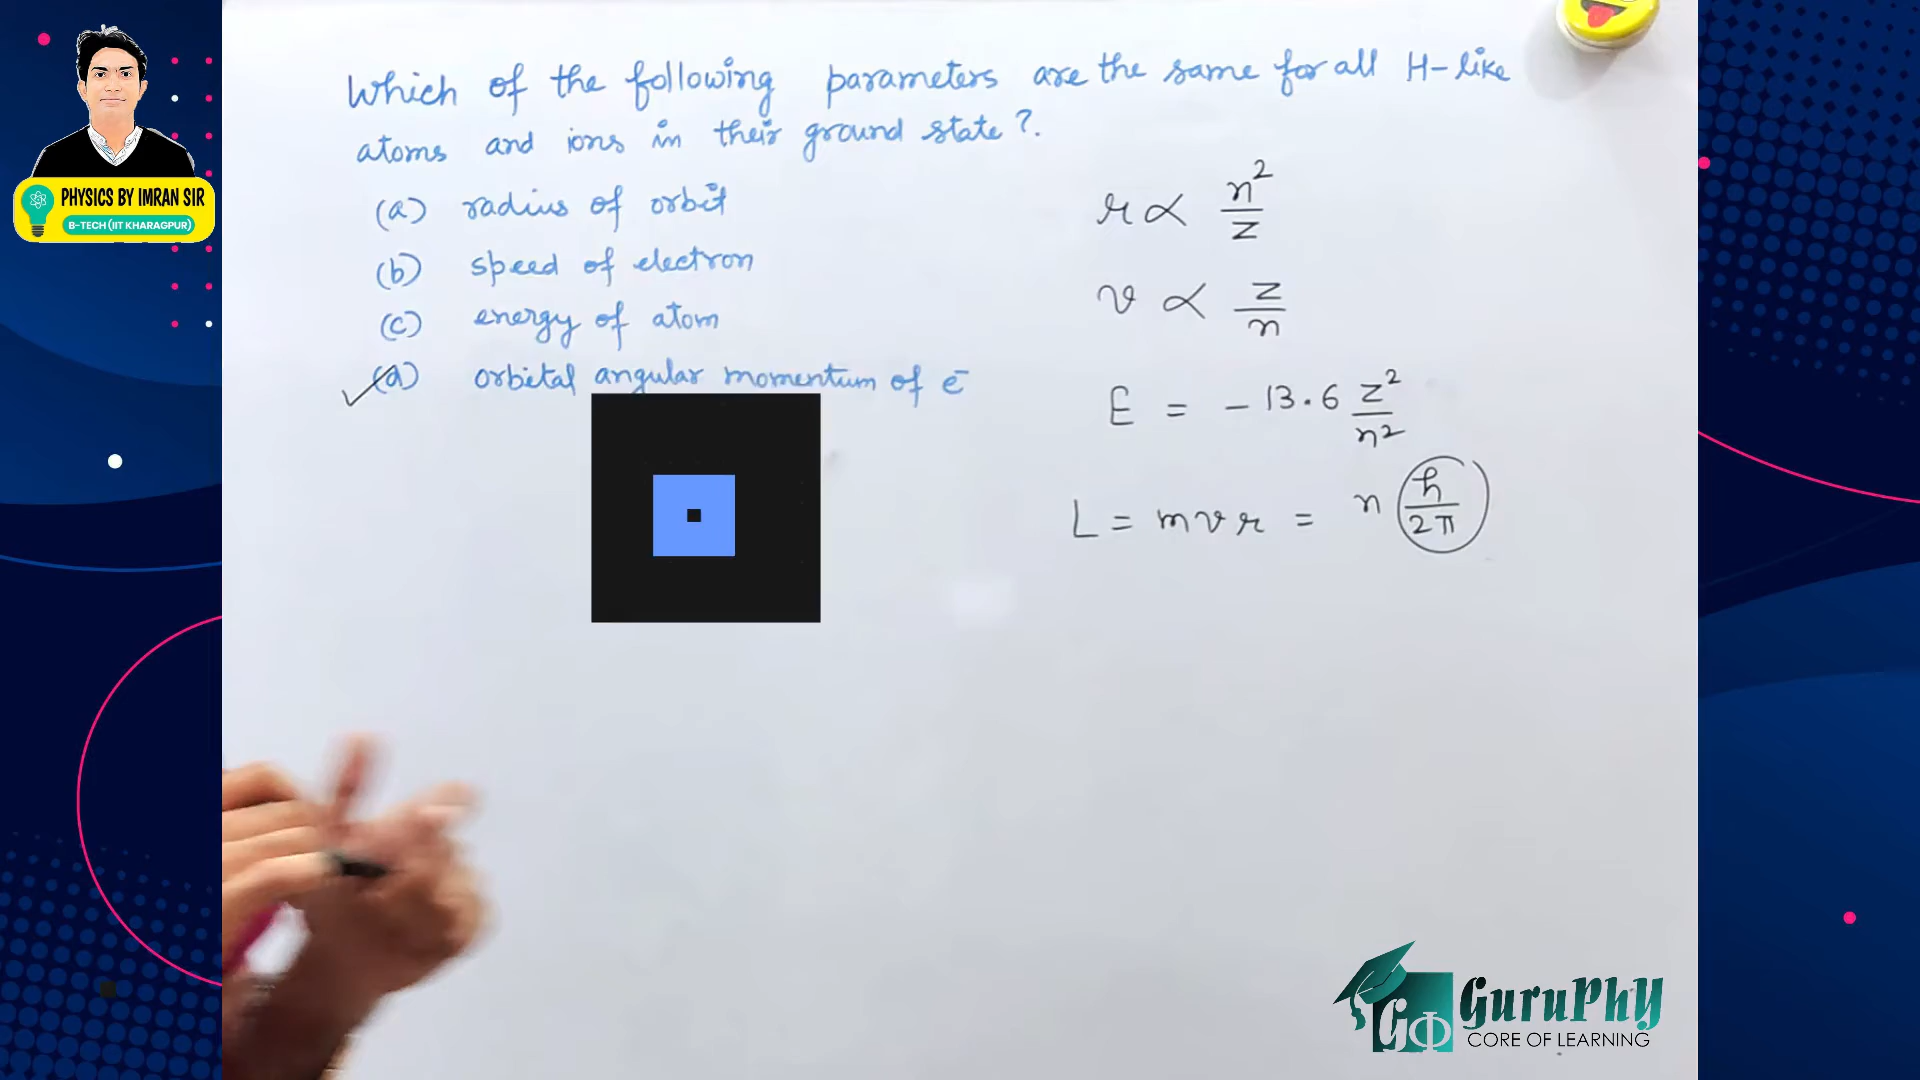 Which of the following parameters are the same for all H-like
atoms and ions in their ground state?.
(a) radius of orbit
(b) speed of electron
(c) energy of atom
(d) orbital angular momentum of e⁻
r ∝ n²/z
v ∝ z/n
E = -13.6 z²/n²
L = mvr = n (h/2π)
PHYSICS BY IMRAN SIR
B-TECH (IIT KHARAGPUR)
GΦ
GuruPhy
CORE OF LEARNING